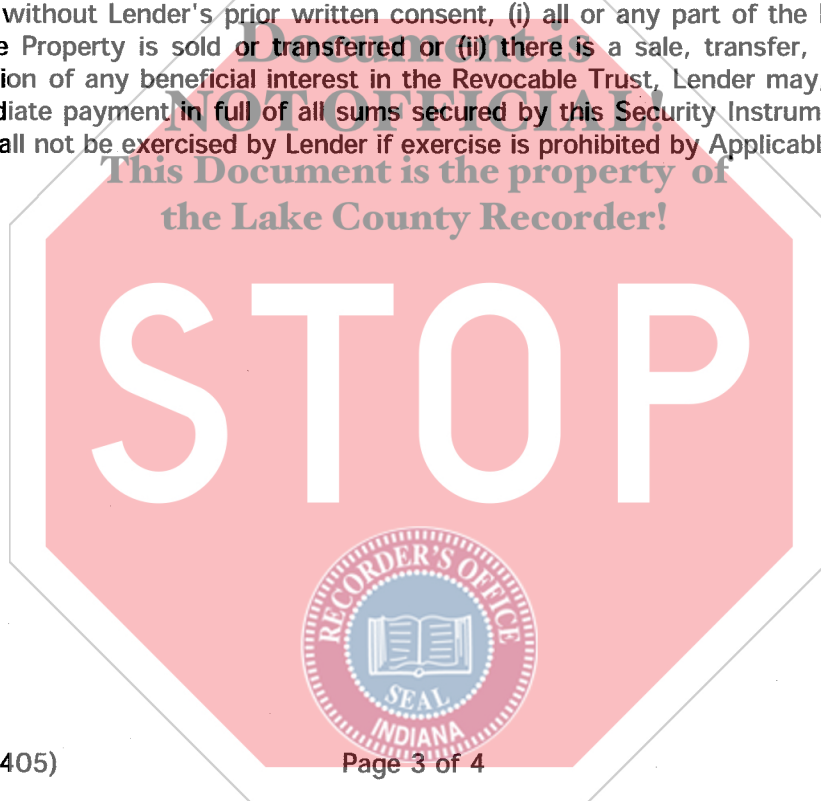 without Lender's prior written consent, (i) all or any part of the
Document is
e Property is sold or transferred or (ii) there is a sale, transfer,
ion of any beneficial interest in the Revocable Trust, Lender may,
NOT OFFICIAL!
diate payment in full of all sums secured by this Security Instrum
all not be exercised by Lender if exercise is prohibited by Applicabl
This Document is the property of
the Lake County Recorder!
STOP
RECORDER'S OFFICE
SEAL
INDIANA
405) Page 3 of 4